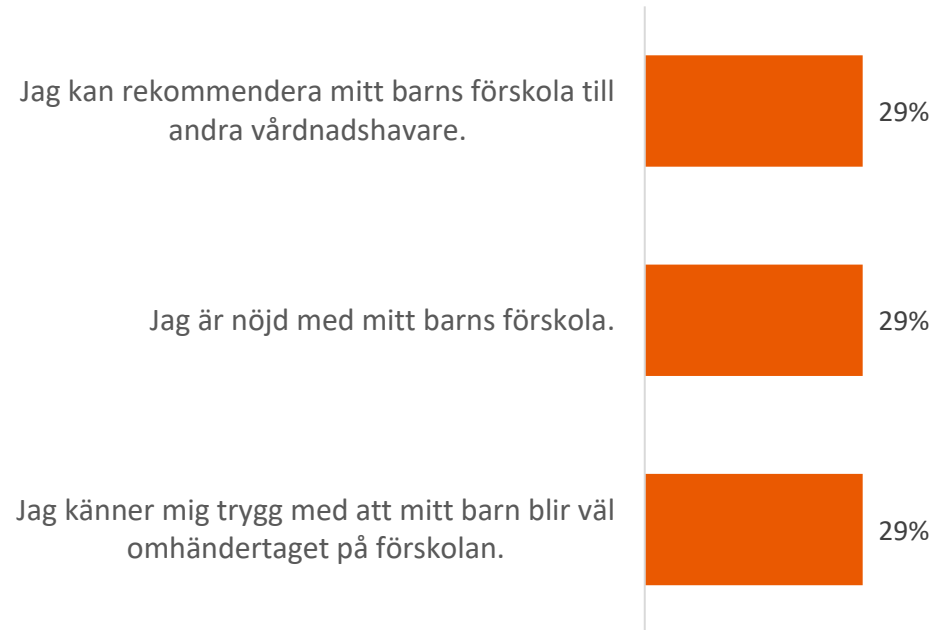 Jag kan rekommendera mitt barns förskola till
andra vårdnadshavare.
29%
Jag är nöjd med mitt barns förskola.
29%
Jag känner mig trygg med att mitt barn blir väl
omhändertaget på förskolan.
29%